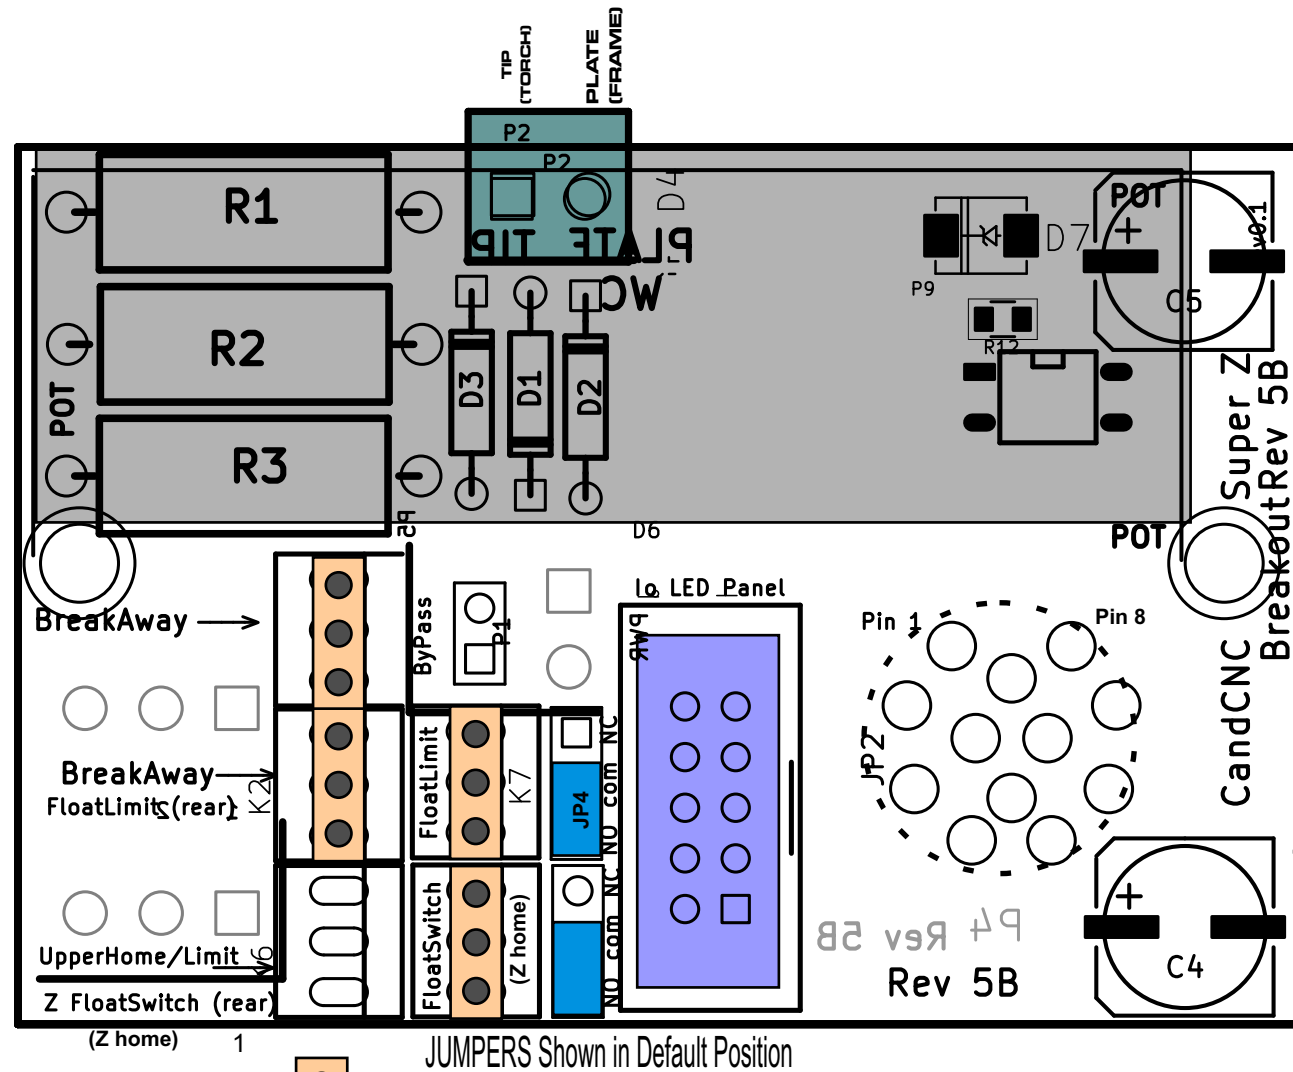 TIP
(TORCH)
PLATE
(FRAME)
P2
P2
D4
R1
TIP
PLATE
WC
POT
v0.1
D7
P9
C5
R12
R2
POT
D3
D1
D2
R3
P5
D6
POT
Super Z
BreakoutRev 5B
CandCNC
BreakAway
ByPass
P1
Io LED Panel
PWR
Pin 1
Pin 8
JP2
BreakAway
FloatLimit (rear)
K2
FloatLimit
K7
NO com NC
JP4
UpperHome/Limit
Z FloatSwitch (rear)
(Z home)
1
FloatSwitch
(Z home)
NO com NC
P4
Rev 5B
Rev 5B
C4
JUMPERS Shown in Default Position